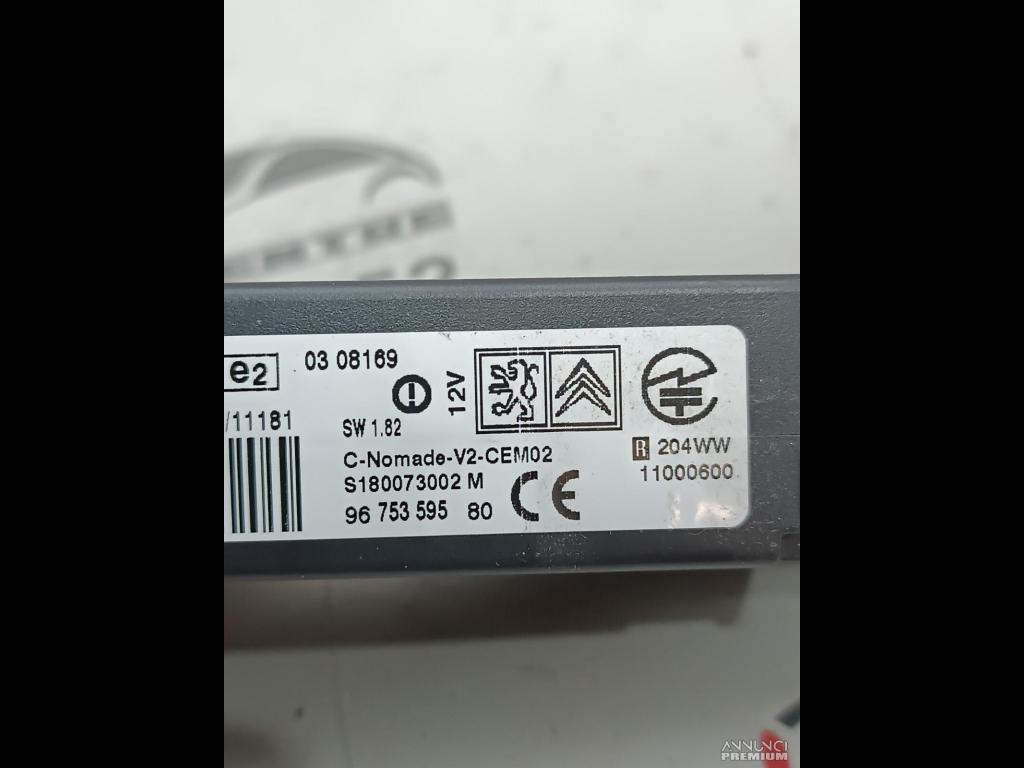 e2
03 08169
12V
/11181
SW 1.82
C-Nomade-V2-CEM02
R 204WW
S180073002 M
11000600
96 753 595 80
CE
ANNUNCI
PREMIUM